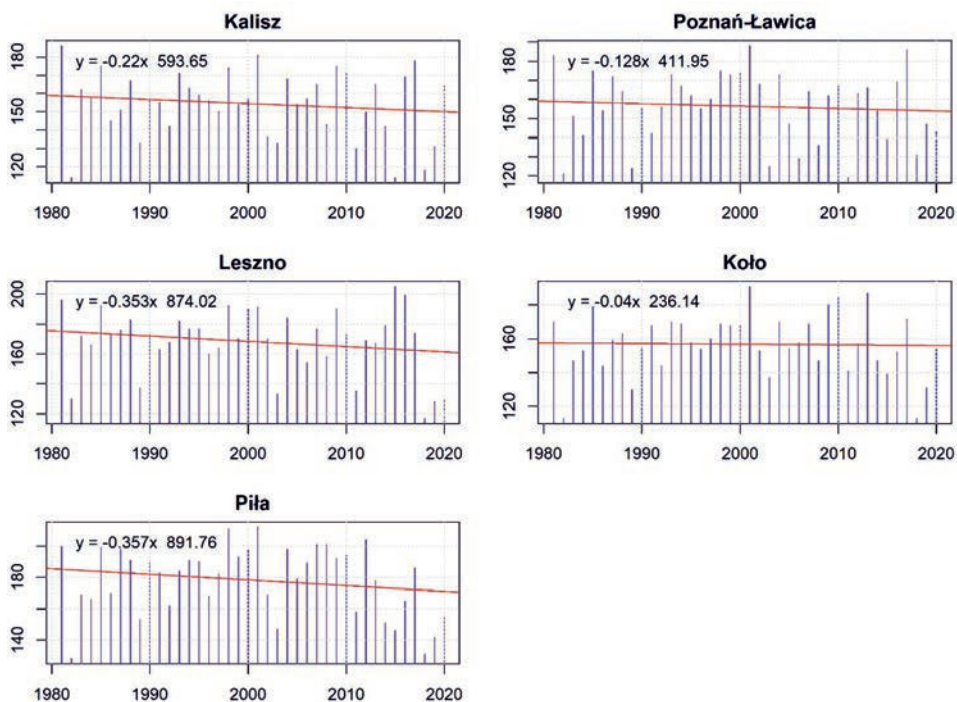 Kalisz
y = -0.22x 593.65
180
150
120
1980 1990 2000 2010 2020
Poznań-Ławica
y = -0.128x 411.95
180
150
120
1980 1990 2000 2010 2020
Leszno
y = -0.353x 874.02
200
160
120
1980 1990 2000 2010 2020
Koło
y = -0.04x 236.14
160
120
1980 1990 2000 2010 2020
Piła
y = -0.357x 891.76
180
140
1980 1990 2000 2010 2020